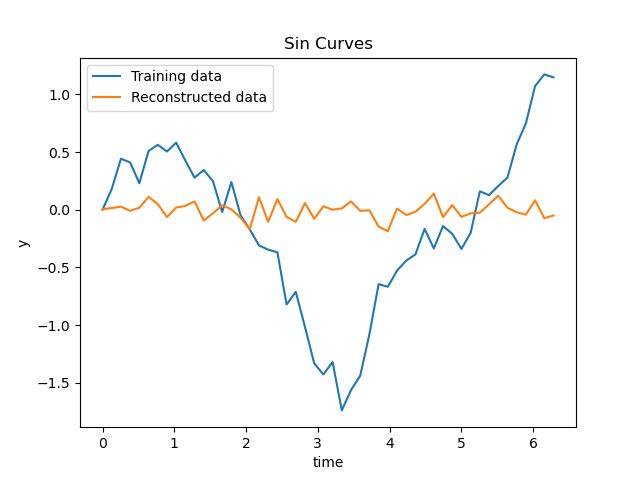 Sin Curves
Training data
Reconstructed data
1.0
0.5
0.0
−0.5
−1.0
−1.5
y
0 1 2 3 4 5 6
time